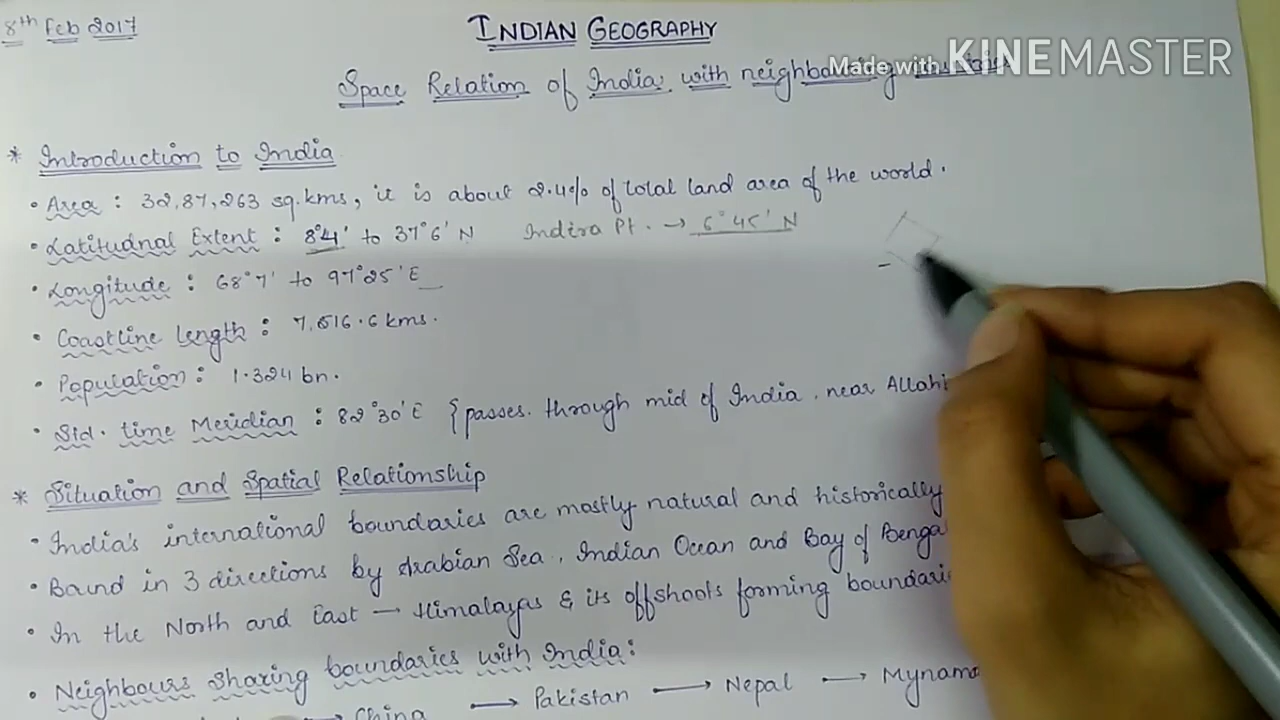 8th Feb 2017
INDIAN GEOGRAPHY
Made with KINEMASTER
Space Relation of India with neighbouring
* Introduction to India
• Area : 32,87,263 sq.kms, it is about 2.4% of total land area of the world.
• Latitudnal Extent : 8°4' to 37°6' N Indira Pt. → 6°45' N
• Longitude : 68°7' to 97°25' E
• Coastline length : 7,516.6 kms.
• Population : 1.324 bn.
• Std. time Meridian : 82°30' E {passes through mid of India, near Allah
* Situation and Spatial Relationship
• India's international boundaries are mostly natural and historically
• Bound in 3 directions by Arabian Sea, Indian Ocean and Bay of Benga
• In the North and East → Himalayas & its offshoots forming boundari
• Neighbours sharing boundaries with India :
→ China → Pakistan → Nepal → Mynama